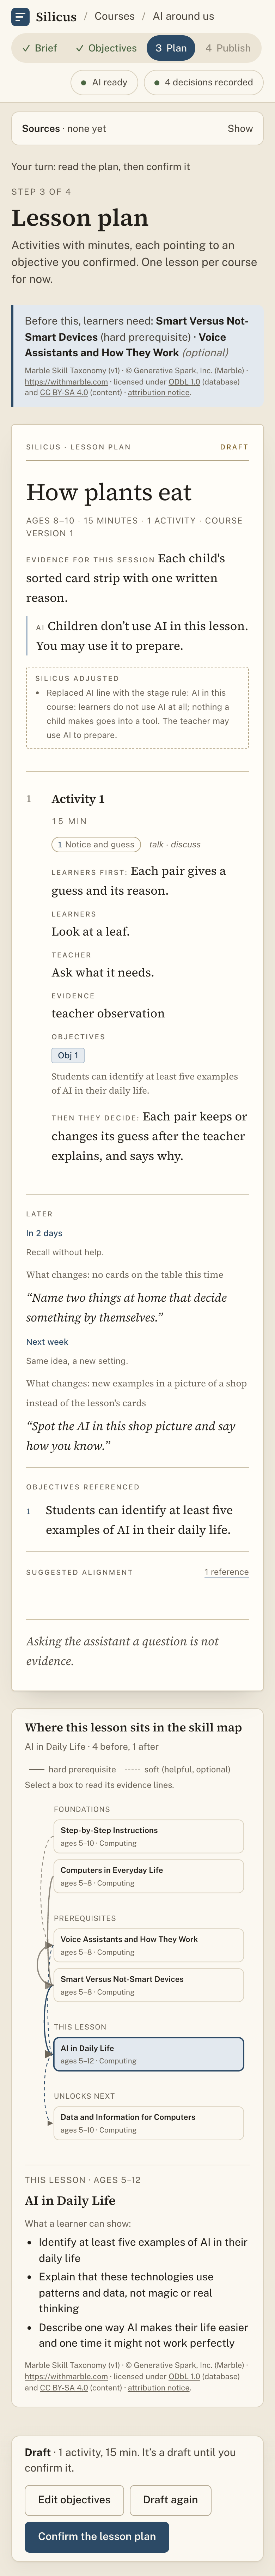 Silicus / Courses / AI around us
✓ Brief ✓ Objectives 3 Plan 4 Publish
AI ready 4 decisions recorded
Sources · none yet Show
Your turn: read the plan, then confirm it
STEP 3 OF 4
Lesson plan
Activities with minutes, each pointing to an
objective you confirmed. One lesson per course
for now.
Before this, learners need: Smart Versus Not-
Smart Devices (hard prerequisite) · Voice
Assistants and How They Work (optional)
Marble Skill Taxonomy (v1) · © Generative Spark, Inc. (Marble) ·
https://withmarble.com · licensed under ODbL 1.0 (database)
and CC BY-SA 4.0 (content) · attribution notice.
SILICUS · LESSON PLAN DRAFT
How plants eat
AGES 8–10 · 15 MINUTES · 1 ACTIVITY · COURSE
VERSION 1
EVIDENCE FOR THIS SESSION Each child's
sorted card strip with one written
reason.
AI Children don't use AI in this lesson.
You may use it to prepare.
SILICUS ADJUSTED
• Replaced AI line with the stage rule: AI in this
course: learners do not use AI at all; nothing a
child makes goes into a tool. The teacher may
use AI to prepare.
1 Activity 1
15 MIN
1 Notice and guess talk · discuss
LEARNERS FIRST: Each pair gives a
guess and its reason.
LEARNERS
Look at a leaf.
TEACHER
Ask what it needs.
EVIDENCE
teacher observation
OBJECTIVES
Obj 1
Students can identify at least five examples
of AI in their daily life.
THEN THEY DECIDE: Each pair keeps or
changes its guess after the teacher
explains, and says why.
LATER
In 2 days
Recall without help.
What changes: no cards on the table this time
“Name two things at home that decide
something by themselves.”
Next week
Same idea, a new setting.
What changes: new examples in a picture of a shop
instead of the lesson's cards
“Spot the AI in this shop picture and say
how you know.”
OBJECTIVES REFERENCED
1 Students can identify at least five
examples of AI in their daily life.
SUGGESTED ALIGNMENT 1 reference
Asking the assistant a question is not
evidence.
Where this lesson sits in the skill map
AI in Daily Life · 4 before, 1 after
hard prerequisite soft (helpful, optional)
Select a box to read its evidence lines.
FOUNDATIONS
Step-by-Step Instructions
ages 5–10 · Computing
Computers in Everyday Life
ages 5–8 · Computing
PREREQUISITES
Voice Assistants and How They Work
ages 5–8 · Computing
Smart Versus Not-Smart Devices
ages 5–8 · Computing
THIS LESSON
AI in Daily Life
ages 5–12 · Computing
UNLOCKS NEXT
Data and Information for Computers
ages 5–10 · Computing
THIS LESSON · AGES 5–12
AI in Daily Life
What a learner can show:
• Identify at least five examples of AI in their
daily life
• Explain that these technologies use
patterns and data, not magic or real
thinking
• Describe one way AI makes their life easier
and one time it might not work perfectly
Marble Skill Taxonomy (v1) · © Generative Spark, Inc. (Marble) ·
https://withmarble.com · licensed under ODbL 1.0 (database)
and CC BY-SA 4.0 (content) · attribution notice.
Draft · 1 activity, 15 min. It's a draft until you
confirm it.
Edit objectives Draft again
Confirm the lesson plan